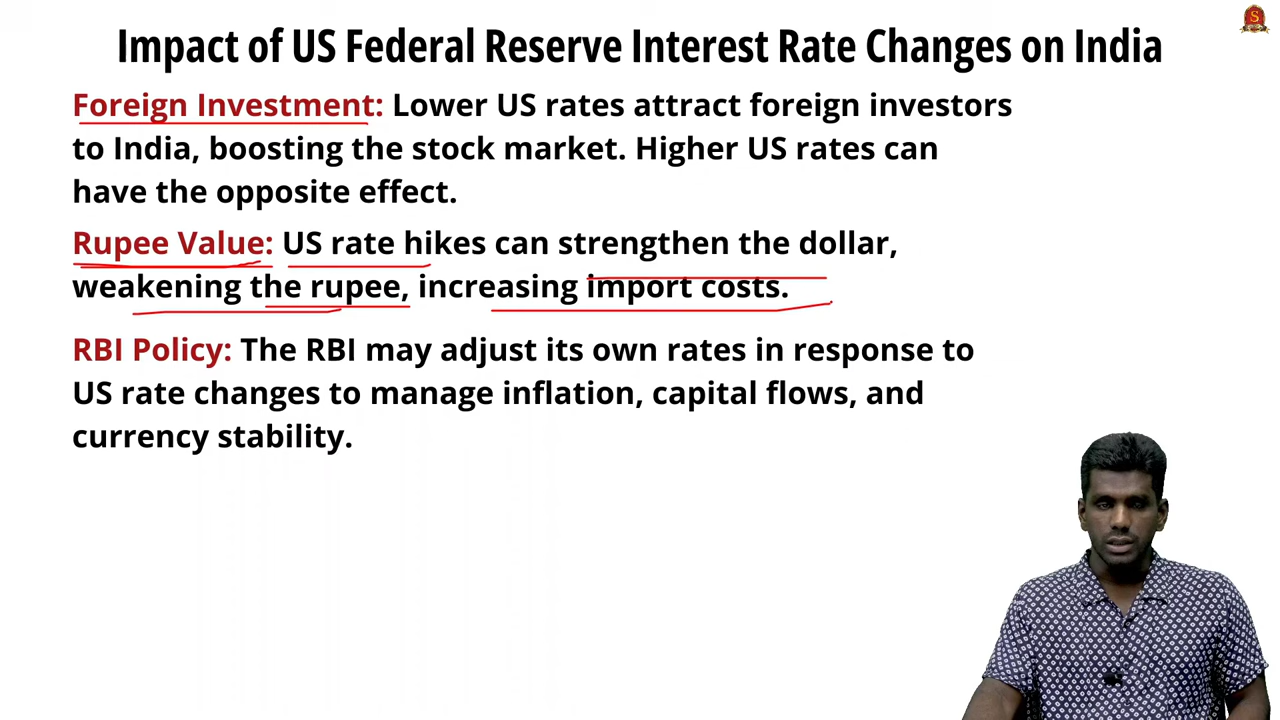 Impact of US Federal Reserve Interest Rate Changes on India
Foreign Investment: Lower US rates attract foreign investors
to India, boosting the stock market. Higher US rates can
have the opposite effect.
Rupee Value: US rate hikes can strengthen the dollar,
weakening the rupee, increasing import costs.
RBI Policy: The RBI may adjust its own rates in response to
US rate changes to manage inflation, capital flows, and
currency stability.